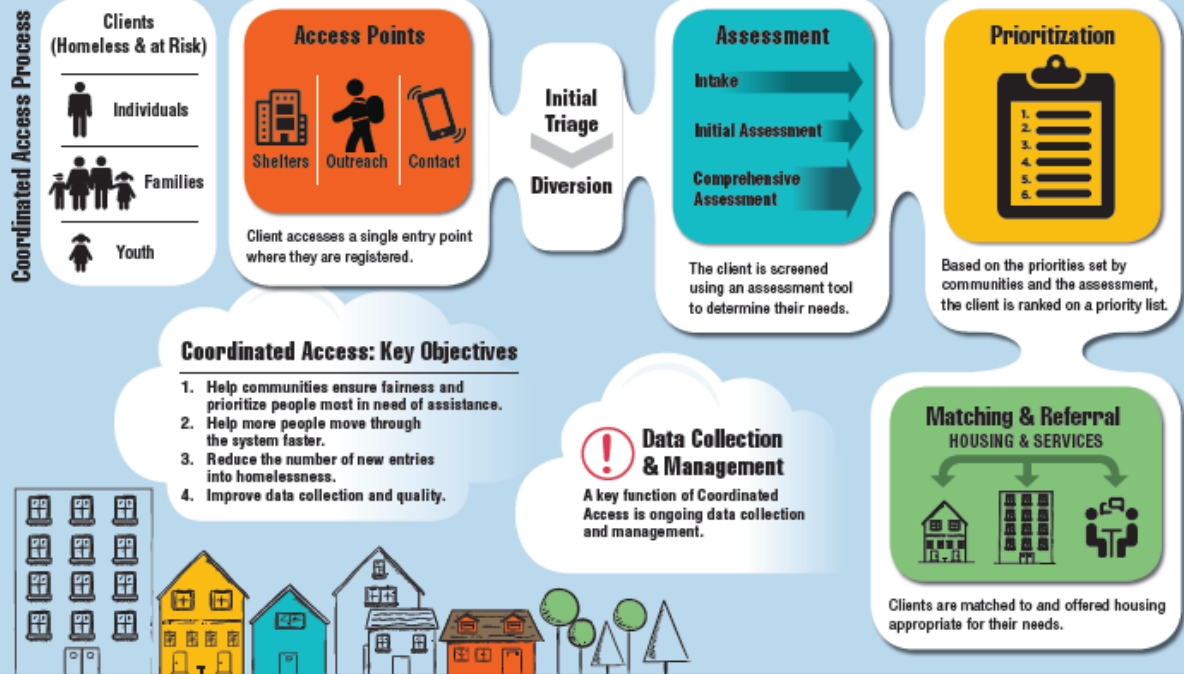 Coordinated Access Process
Clients
(Homeless & at Risk)
Individuals
Families
Youth
Access Points
Shelters
Outreach
Contact
Client accesses a single entry point
where they are registered.
Initial
Triage
Diversion
Assessment
Intake
Initial Assessment
Comprehensive
Assessment
The client is screened
using an assessment tool
to determine their needs.
Prioritization
1.
2.
3.
4.
5.
6.
Based on the priorities set by
communities and the assessment,
the client is ranked on a priority list.
Matching & Referral
HOUSING & SERVICES
Clients are matched to and offered housing
appropriate for their needs.
Coordinated Access: Key Objectives
1. Help communities ensure fairness and
prioritize people most in need of assistance.
2. Help more people move through
the system faster.
3. Reduce the number of new entries
into homelessness.
4. Improve data collection and quality.
!
Data Collection
& Management
A key function of Coordinated
Access is ongoing data collection
and management.